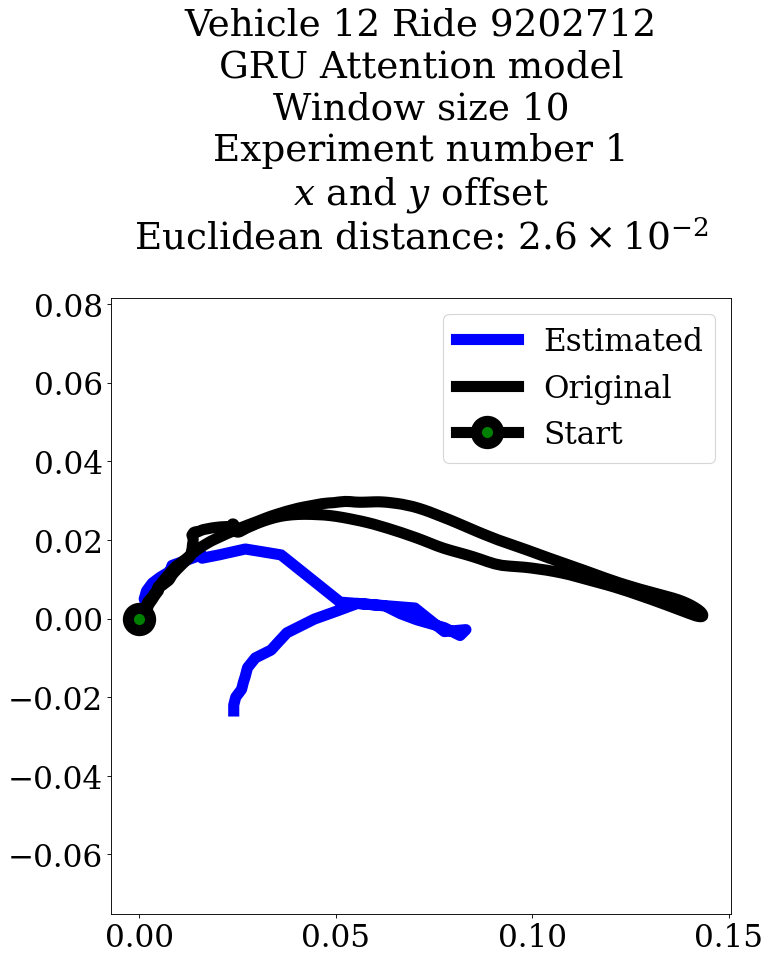 Vehicle 12 Ride 9202712
GRU Attention model
Window size 10
Experiment number 1
x and y offset
Euclidean distance: 2.6 × 10⁻²
Estimated
Original
Start
0.08
0.06
0.04
0.02
0.00
−0.02
−0.04
−0.06
0.00 0.05 0.10 0.15